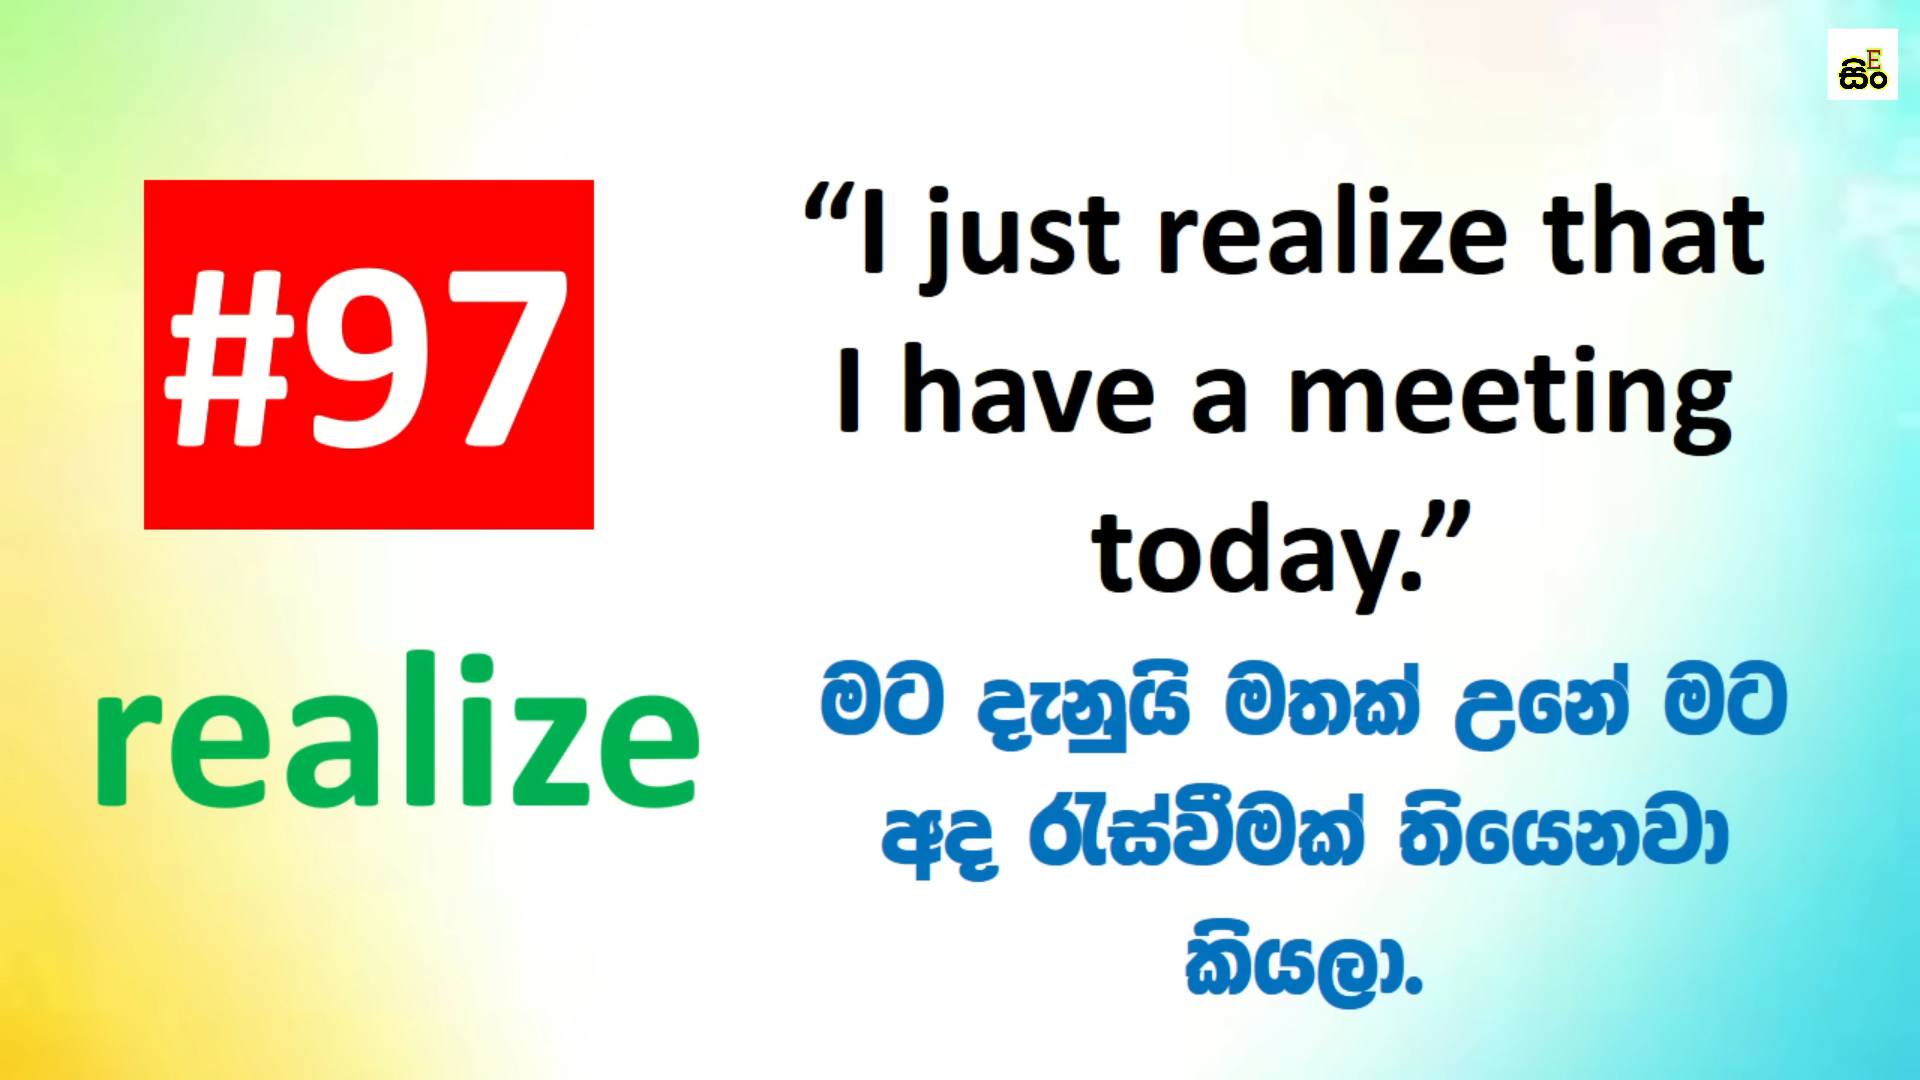 සිං
E
#97
realize
“I just realize that
I have a meeting
today.”
මට දැනුයි මතක් උනේ මට
අද රැස්වීමක් තියෙනවා
කියලා.